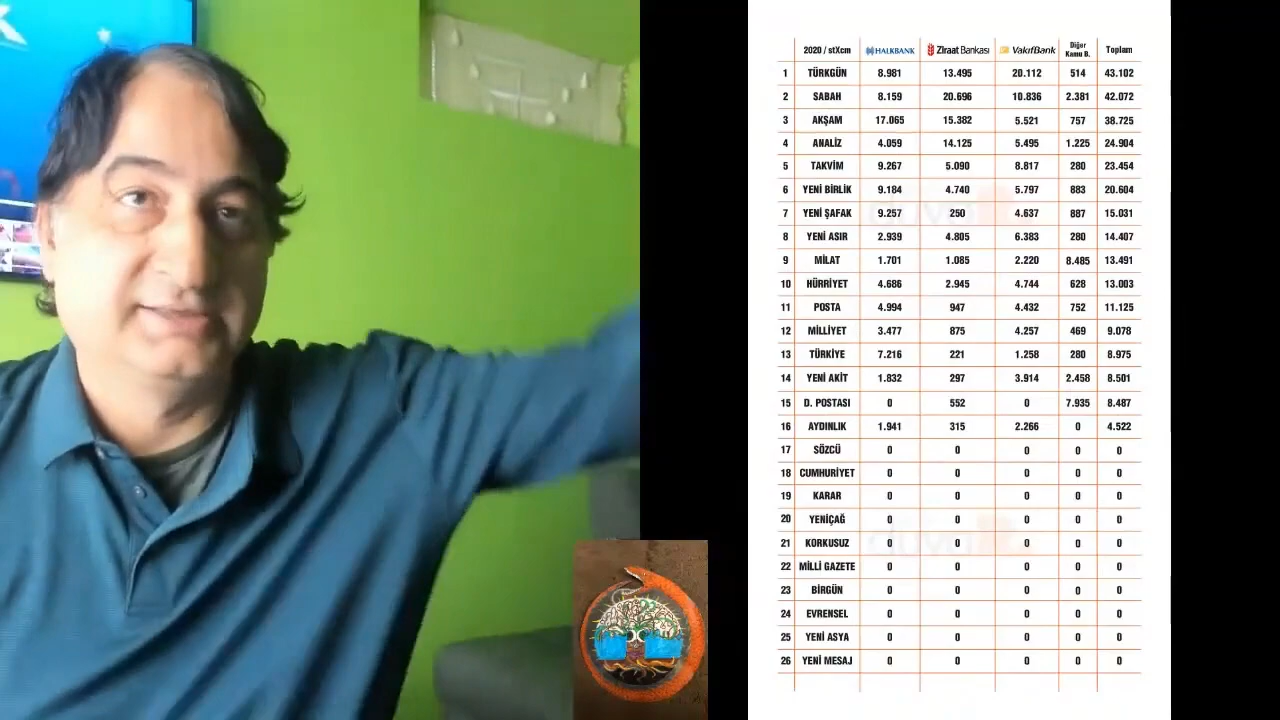 2020 / stXcm HALKBANK Ziraat Bankası VakıfBank Diğer Kamu B. Toplam
1 TÜRKGÜN 8.981 13.495 20.112 514 43.102
2 SABAH 8.159 20.696 10.836 2.381 42.072
3 AKŞAM 17.065 15.382 5.521 757 38.725
4 ANALİZ 4.059 14.125 5.495 1.225 24.904
5 TAKVİM 9.267 5.090 8.817 280 23.454
6 YENİ BİRLİK 9.184 4.740 5.797 883 20.604
7 YENİ ŞAFAK 9.257 250 4.637 887 15.031
8 YENİ ASIR 2.939 4.805 6.383 280 14.407
9 MİLAT 1.701 1.085 2.220 8.485 13.491
10 HÜRRİYET 4.686 2.945 4.744 628 13.003
11 POSTA 4.994 947 4.432 752 11.125
12 MİLLİYET 3.477 875 4.257 469 9.078
13 TÜRKİYE 7.216 221 1.258 280 8.975
14 YENİ AKİT 1.832 297 3.914 2.458 8.501
15 D. POSTASI 0 552 0 7.935 8.487
16 AYDINLIK 1.941 315 2.266 0 4.522
17 SÖZCÜ 0 0 0 0 0
18 CUMHURİYET 0 0 0 0 0
19 KARAR 0 0 0 0 0
20 YENİÇAĞ 0 0 0 0 0
21 KORKUSUZ 0 0 0 0 0
22 MİLLİ GAZETE 0 0 0 0 0
23 BİRGÜN 0 0 0 0 0
24 EVRENSEL 0 0 0 0 0
25 YENİ ASYA 0 0 0 0 0
26 YENİ MESAJ 0 0 0 0 0